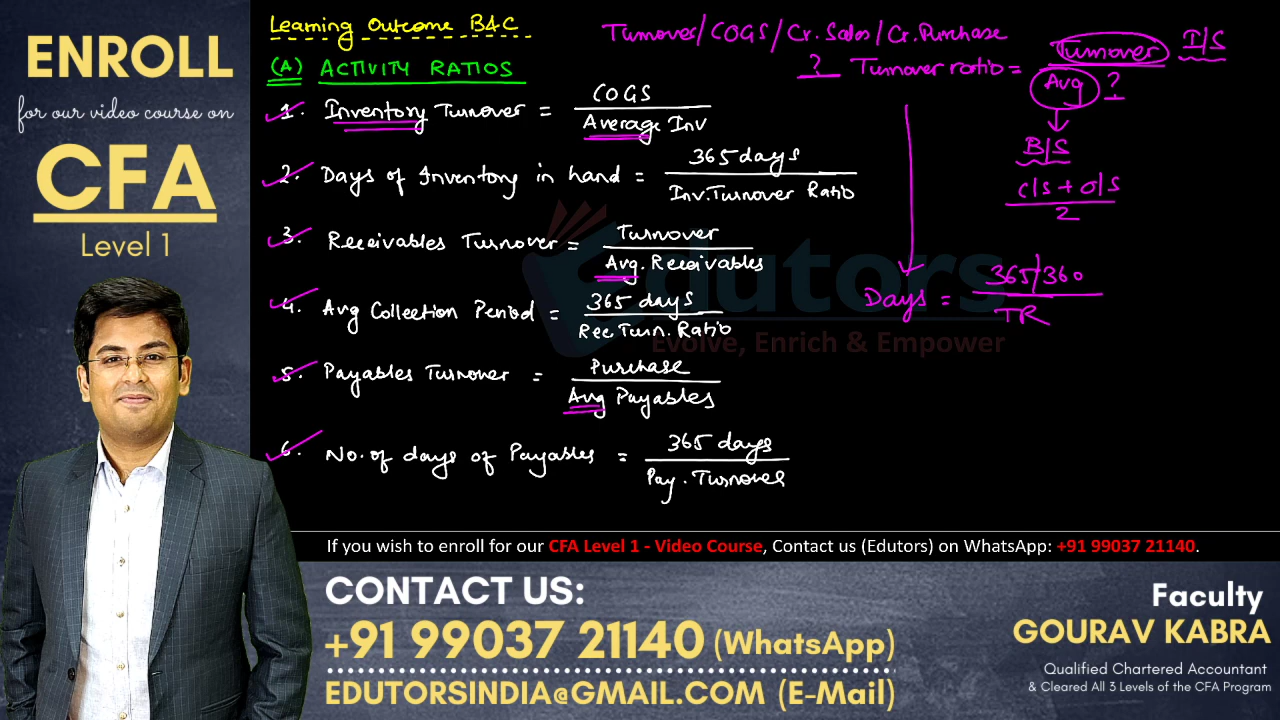 ENROLL
for our video course on
CFA
Level 1
Learning Outcome B&C
(A) ACTIVITY RATIOS
1. Inventory Turnover = COGS
Average Inv
2. Days of Inventory in hand = 365 days
Inv. Turnover Ratio
3. Receivables Turnover = Turnover
Avg. Receivables
4. Avg Collection Period = 365 days
Rec Turn. Ratio
5. Payables Turnover = Purchase
Avg Payables
6. No. of days of Payables = 365 days
Pay. Turnover
Turnover/COGS/Cr. Sales/Cr. Purchase
? Turnover ratio = Turnover I/S
Avg ?
B/S
c/s + o/s
2
Days = 365/360
TR
Edutors
Evolve, Enrich & Empower
If you wish to enroll for our CFA Level 1 - Video Course, Contact us (Edutors) on WhatsApp: +91 99037 21140.
CONTACT US:
+91 99037 21140 (WhatsApp)
EDUTORSINDIA@GMAIL.COM (E-Mail)
Faculty
GOURAV KABRA
Qualified Chartered Accountant
& Cleared All 3 Levels of the CFA Program